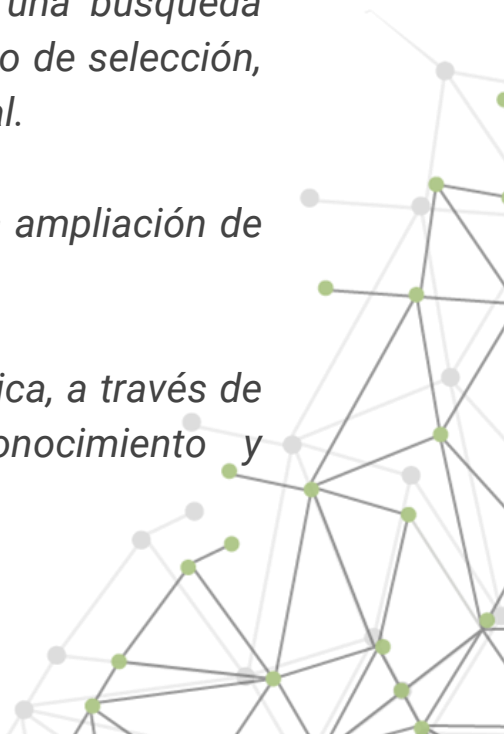 una búsqueda
o de selección,
al.
ampliación de
ica, a través de
onocimiento y